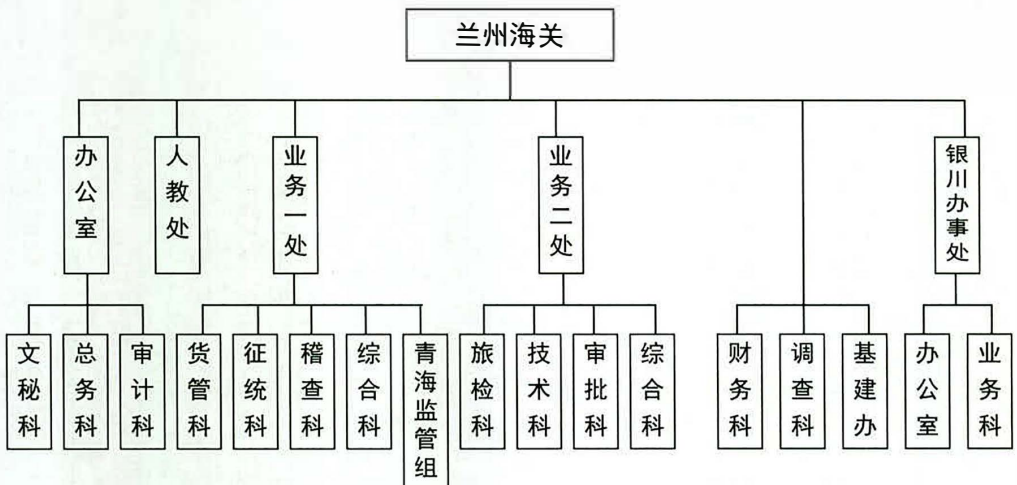 兰州海关
办公室
人教处
业务一处
业务二处
银川办事处
文秘科
总务科
审计科
货管科
征统科
稽查科
综合科
青海监管组
旅检科
技术科
审批科
综合科
财务科
调查科
基建办
办公室
业务科